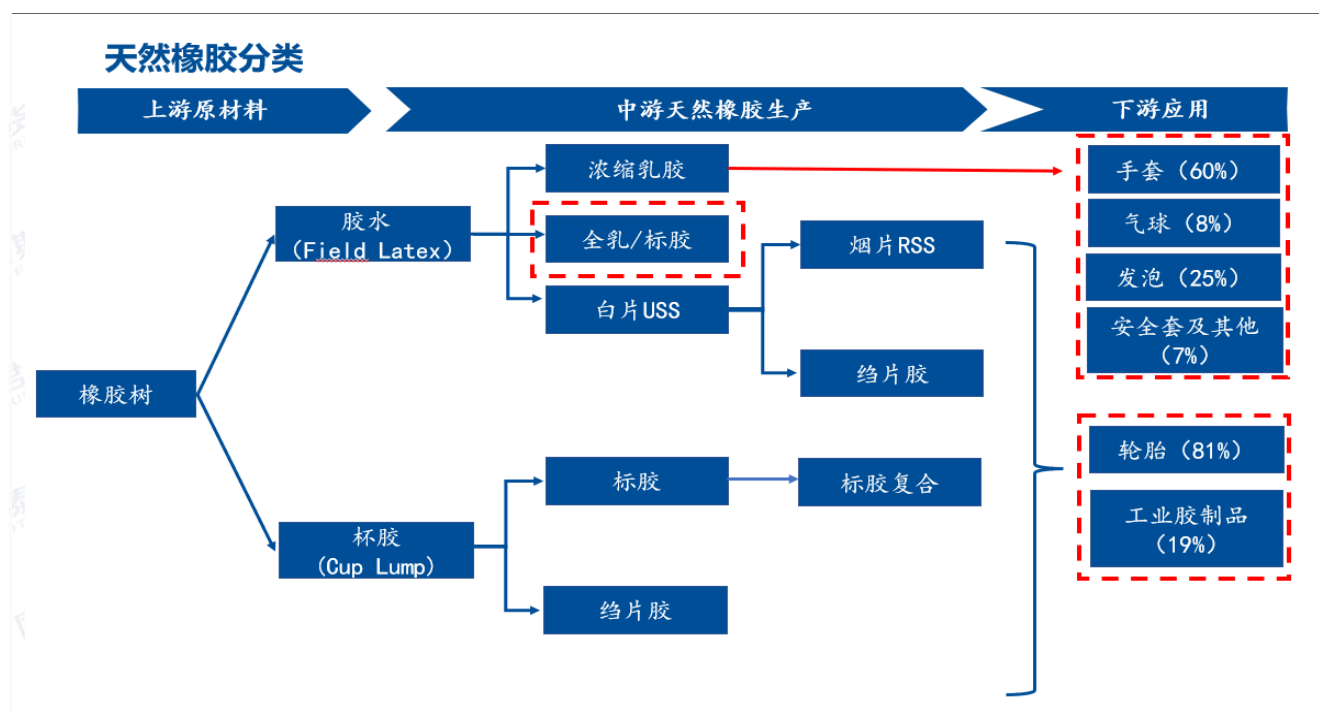 天然橡胶分类
上游原材料
中游天然橡胶生产
下游应用
橡胶树
胶水
(Field Latex)
杯胶
(Cup Lump)
浓缩乳胶
全乳/标胶
白片USS
烟片RSS
绉片胶
标胶
标胶复合
绉片胶
手套（60%）
气球（8%）
发泡（25%）
安全套及其他
（7%）
轮胎（81%）
工业胶制品
（19%）